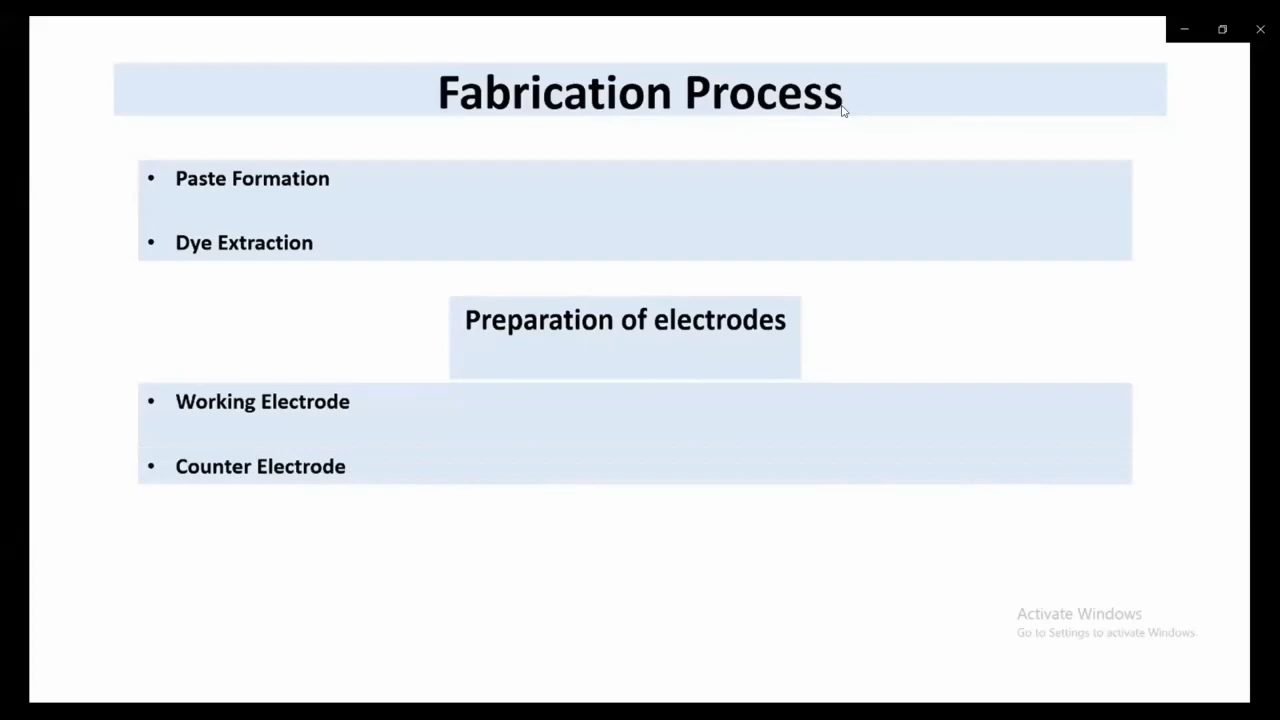 Fabrication Process
• Paste Formation
• Dye Extraction
Preparation of electrodes
• Working Electrode
• Counter Electrode
Activate Windows
Go to Settings to activate Windows.